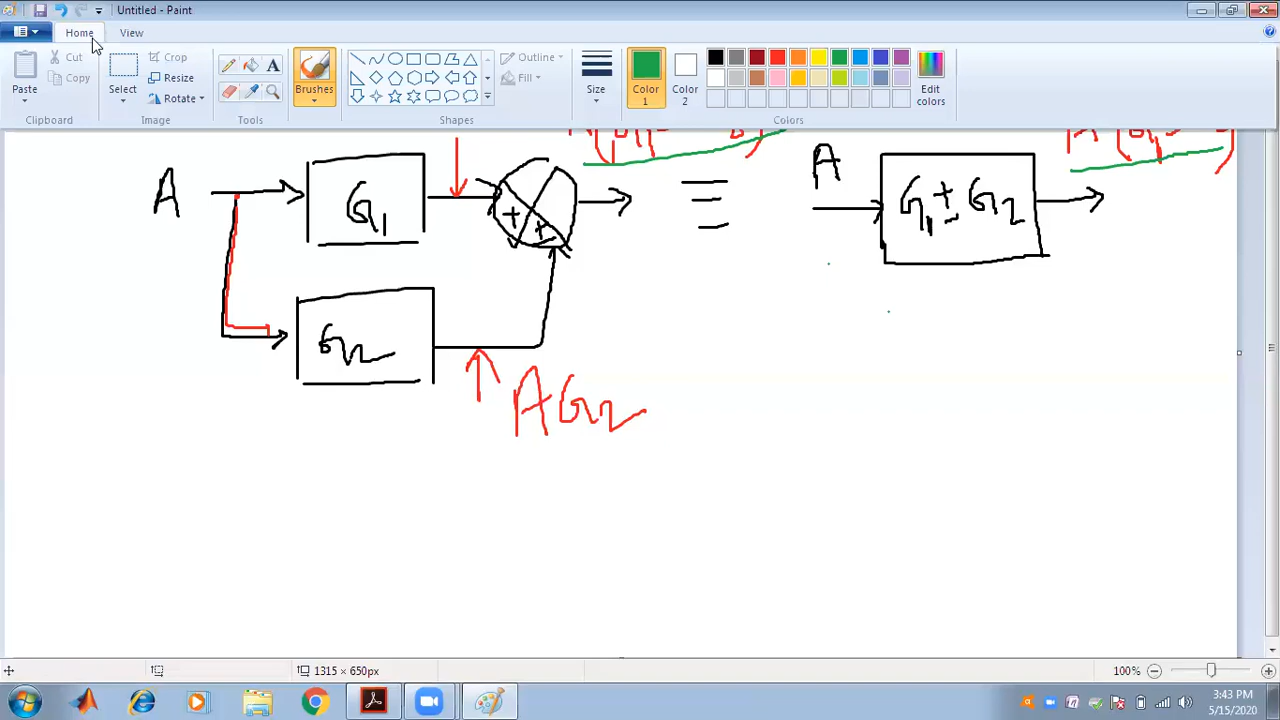 Untitled - Paint
Home View
Paste
Cut
Copy
Clipboard
Select
Crop
Resize
Rotate
Image
A
Tools
Brushes
Shapes
Outline
Fill
Size
Color 1
Color 2
Edit colors
Colors
A G1 + ± ≡ A G1 ± G2
G2
AG2
1315 × 650px
100%
3:43 PM
5/15/2020